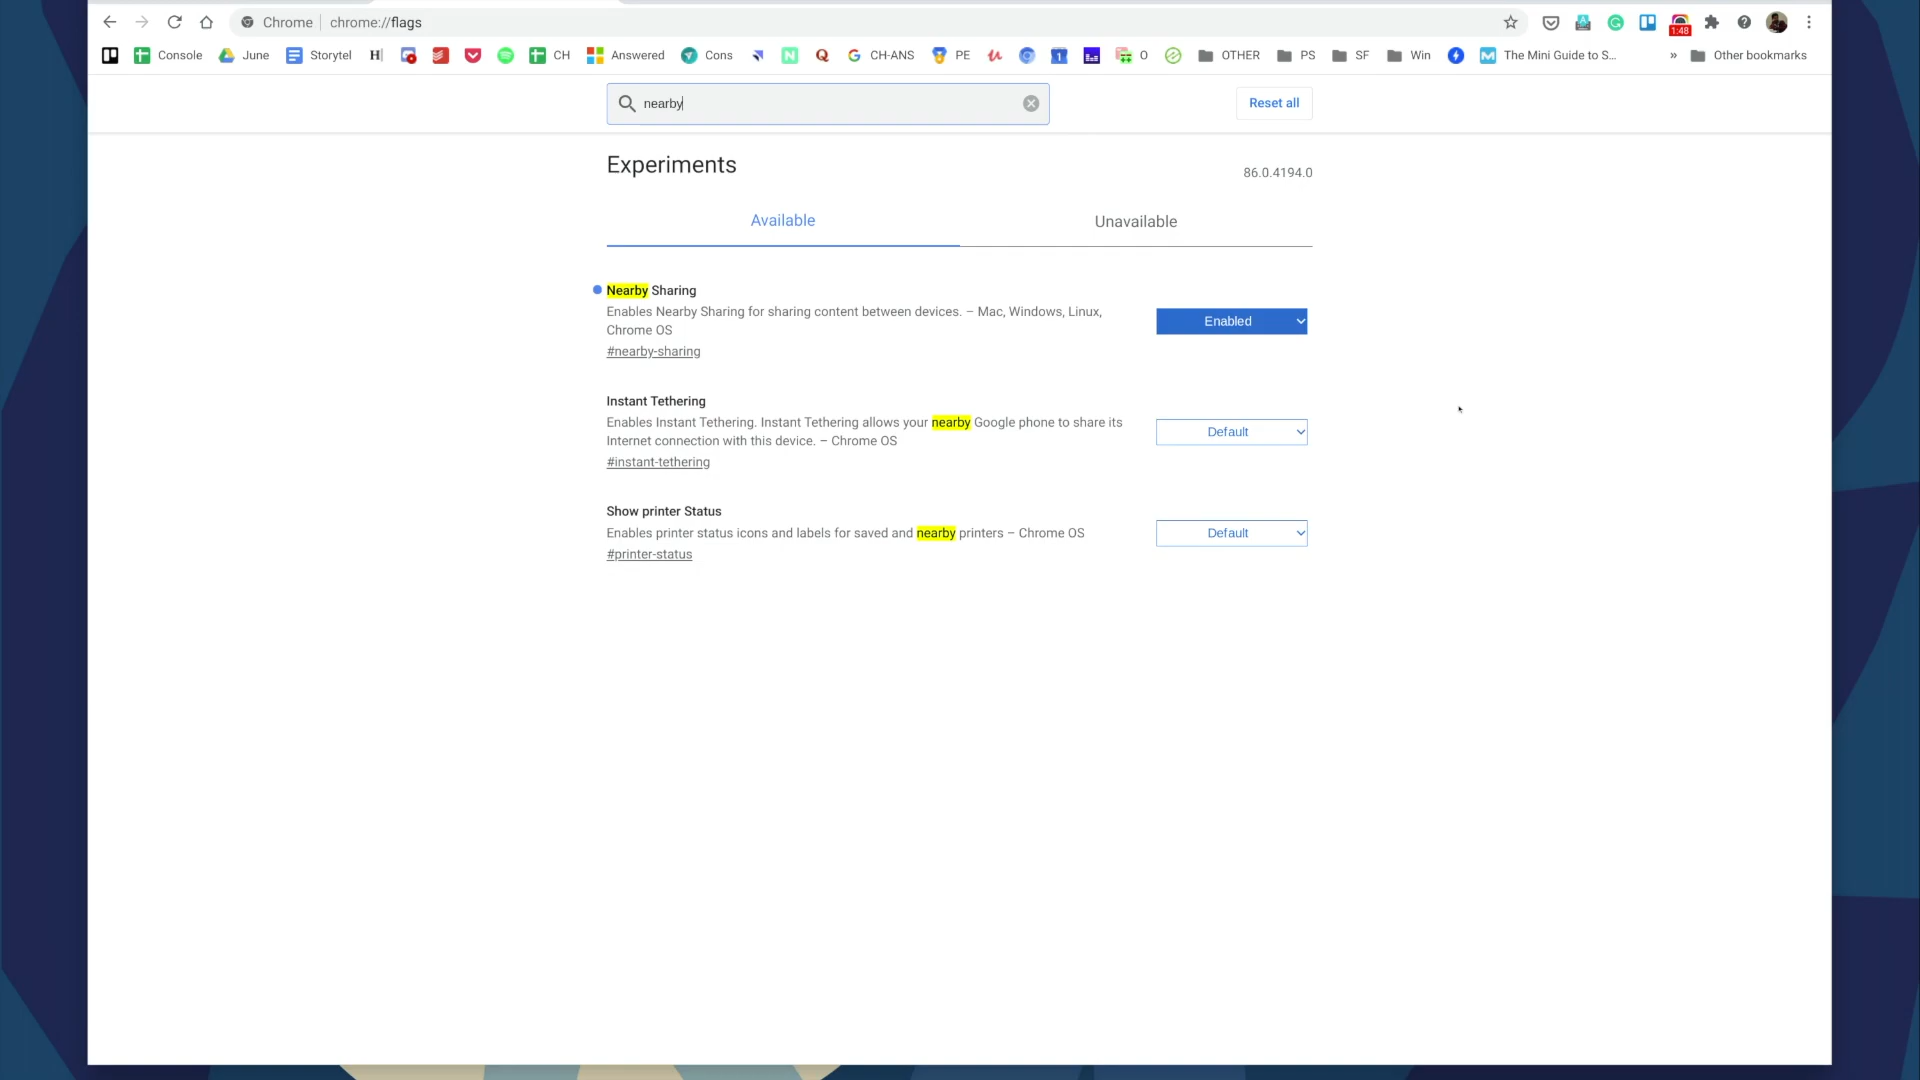 Chrome chrome://flags
1:48
Console June Storytel H CH Answered Cons N Q CH-ANS PE 1 O OTHER PS SF Win The Mini Guide to S... » Other bookmarks
nearby
Reset all
Experiments
86.0.4194.0
Available Unavailable
Nearby Sharing
Enables Nearby Sharing for sharing content between devices. – Mac, Windows, Linux,
Chrome OS
#nearby-sharing
Enabled
Instant Tethering
Enables Instant Tethering. Instant Tethering allows your nearby Google phone to share its
Internet connection with this device. – Chrome OS
#instant-tethering
Default
Show printer Status
Enables printer status icons and labels for saved and nearby printers – Chrome OS
#printer-status
Default